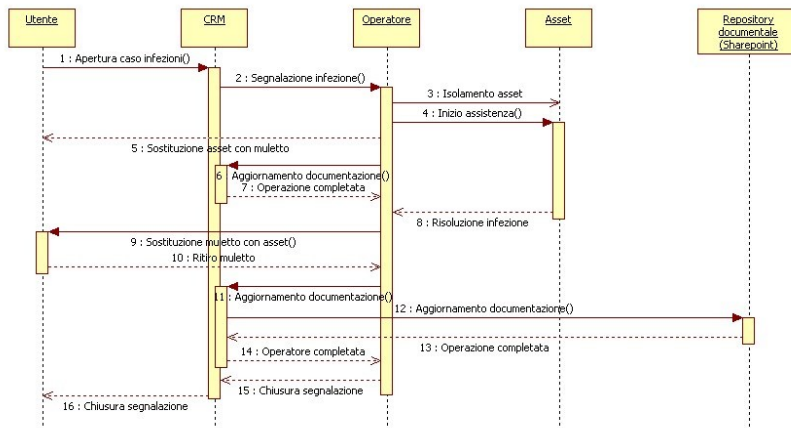 Utente
CRM
Operatore
Asset
Repository
documentale
(Sharepoint)
1 : Apertura caso infezioni()
2 : Segnalazione infezione()
3 : Isolamento asset
4 : Inizio assistenza()
5 : Sostituzione asset con muletto
6 Aggiornamento documentazione()
7 : Operazione completata
8 : Risoluzione infezione
9 : Sostituzione muletto con asset()
10 : Ritiro muletto
11 : Aggiornamento documentazione()
12 : Aggiornamento documentazione()
13 : Operazione completata
14 : Operatore completata
15 : Chiusura segnalazione
16 : Chiusura segnalazione